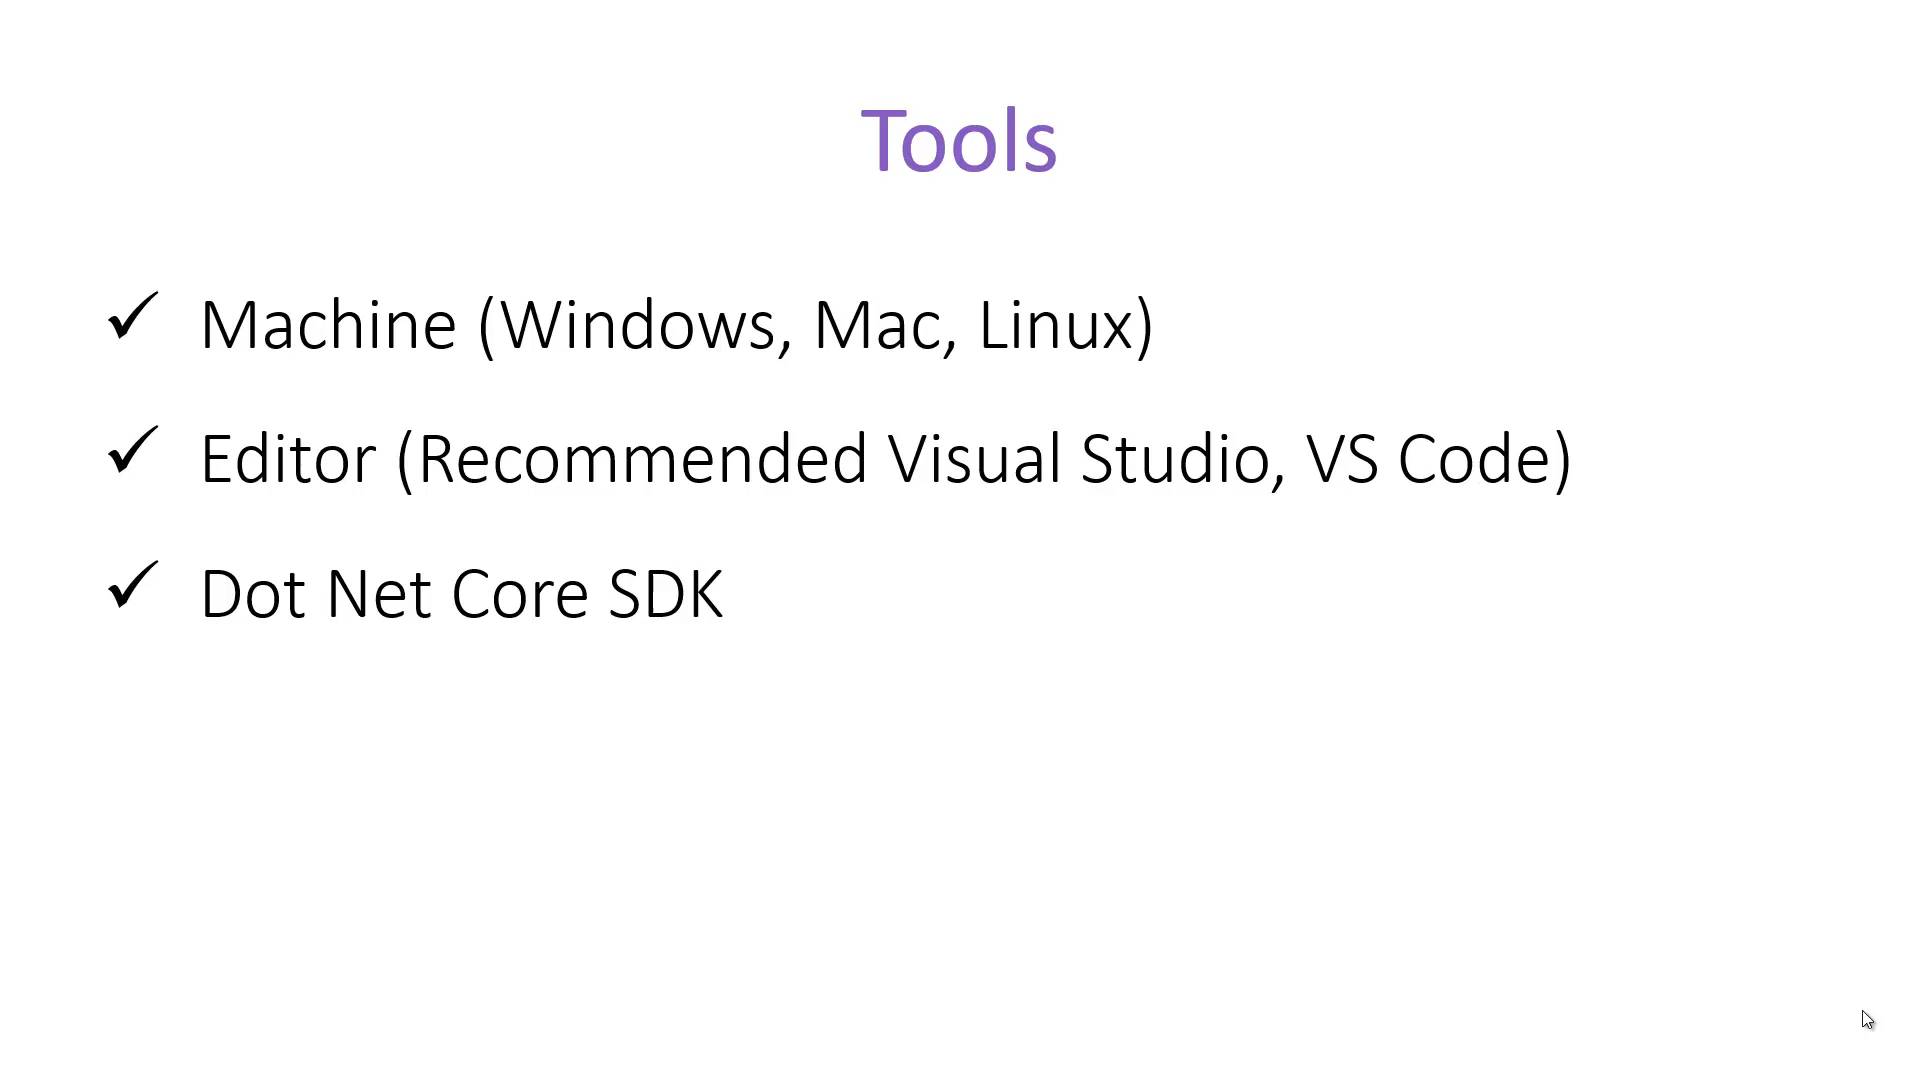 Tools
✓ Machine (Windows, Mac, Linux)
✓ Editor (Recommended Visual Studio, VS Code)
✓ Dot Net Core SDK